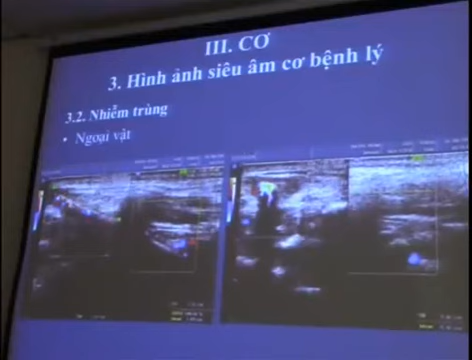 III. CƠ
3. Hình ảnh siêu âm cơ bệnh lý
3.2. Nhiễm trùng
• Ngoại vật